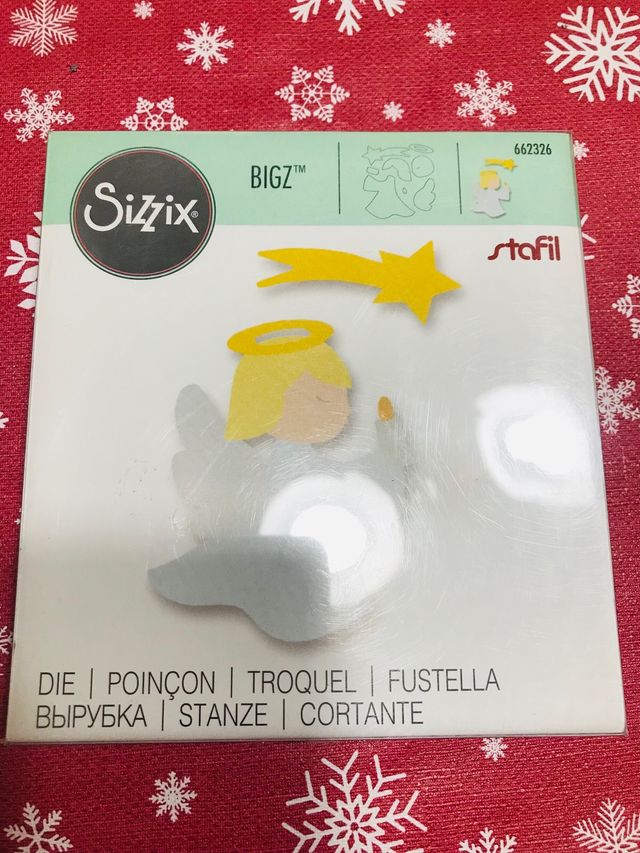 Sizzix®
BIGZ™
662326
stafil
DIE | POINÇON | TROQUEL | FUSTELLA
ВЫРУБКА | STANZE | CORTANTE